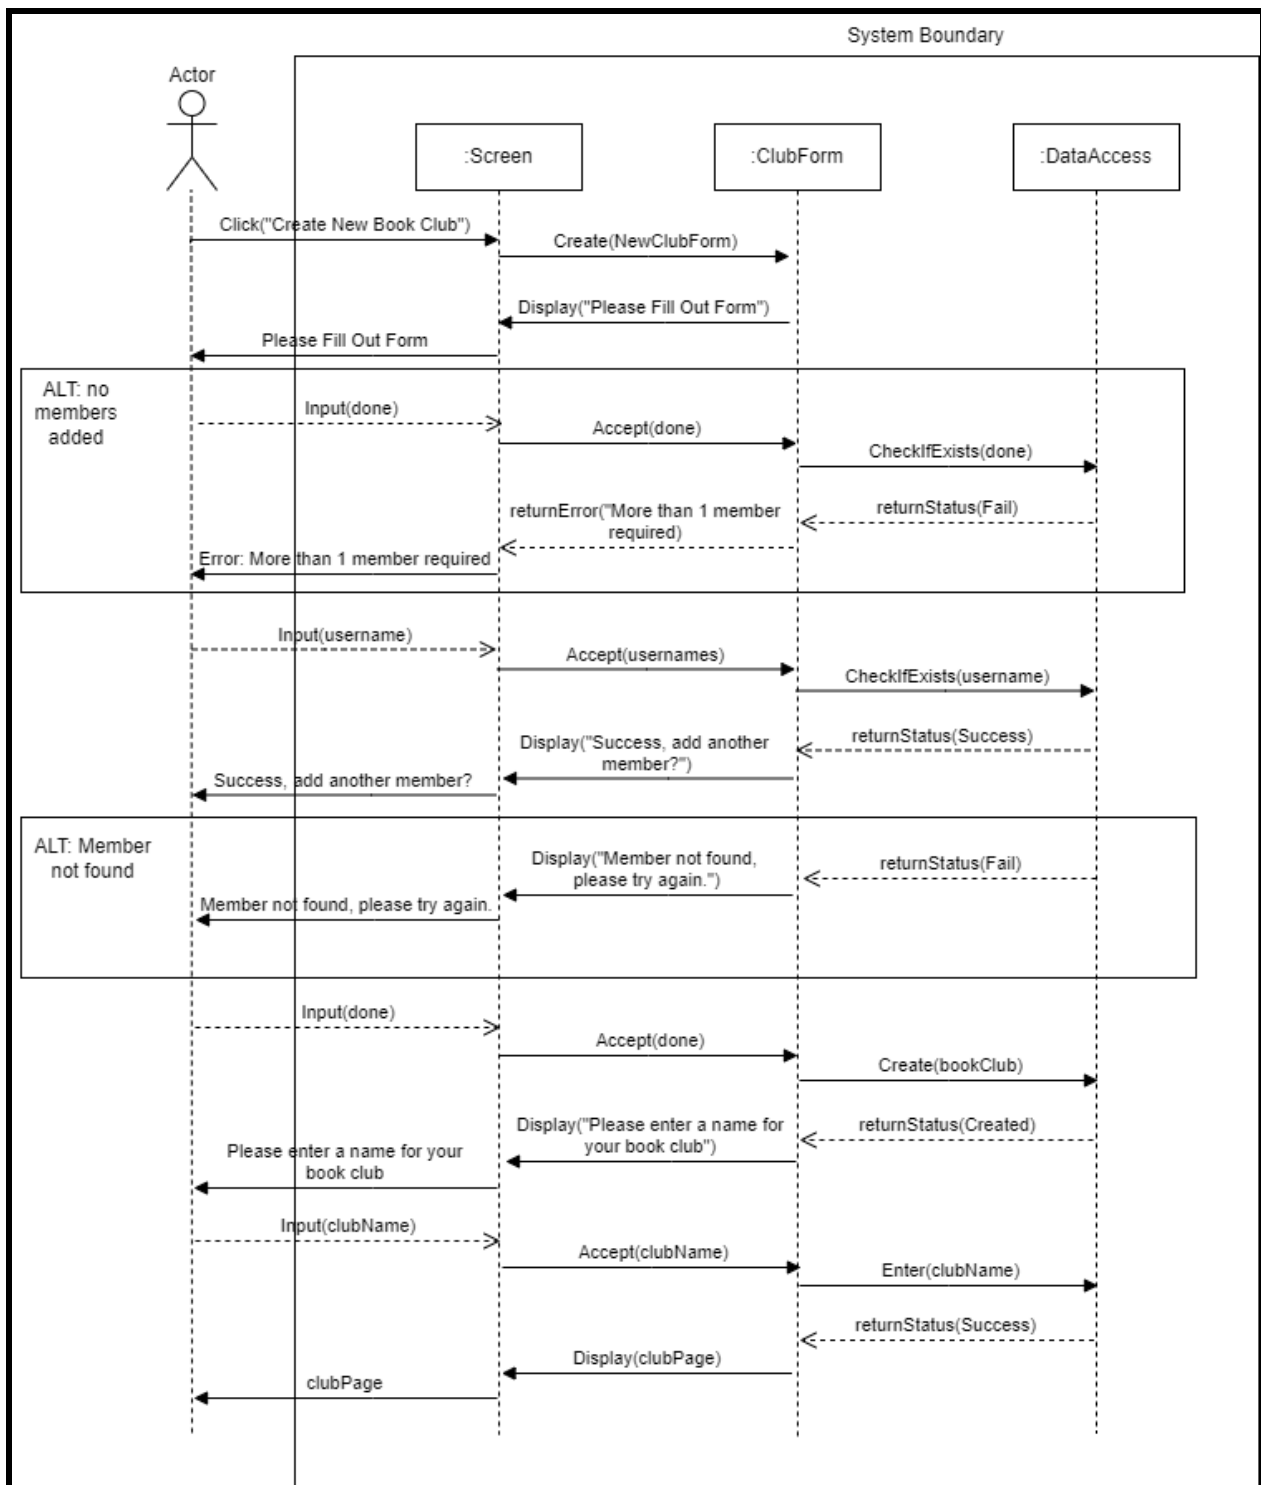 System Boundary
Actor
:Screen
:ClubForm
:DataAccess
Click("Create New Book Club")
Create(NewClubForm)
Display("Please Fill Out Form")
Please Fill Out Form
ALT: no
members
added
Input(done)
Accept(done)
CheckIfExists(done)
returnStatus(Fail)
returnError("More than 1 member
required)
Error: More than 1 member required
Input(username)
Accept(usernames)
CheckIfExists(username)
returnStatus(Success)
Display("Success, add another
member?")
Success, add another member?
ALT: Member
not found
Display("Member not found,
please try again.")
returnStatus(Fail)
Member not found, please try again.
Input(done)
Accept(done)
Create(bookClub)
returnStatus(Created)
Display("Please enter a name for
your book club")
Please enter a name for your
book club
Input(clubName)
Accept(clubName)
Enter(clubName)
returnStatus(Success)
Display(clubPage)
clubPage